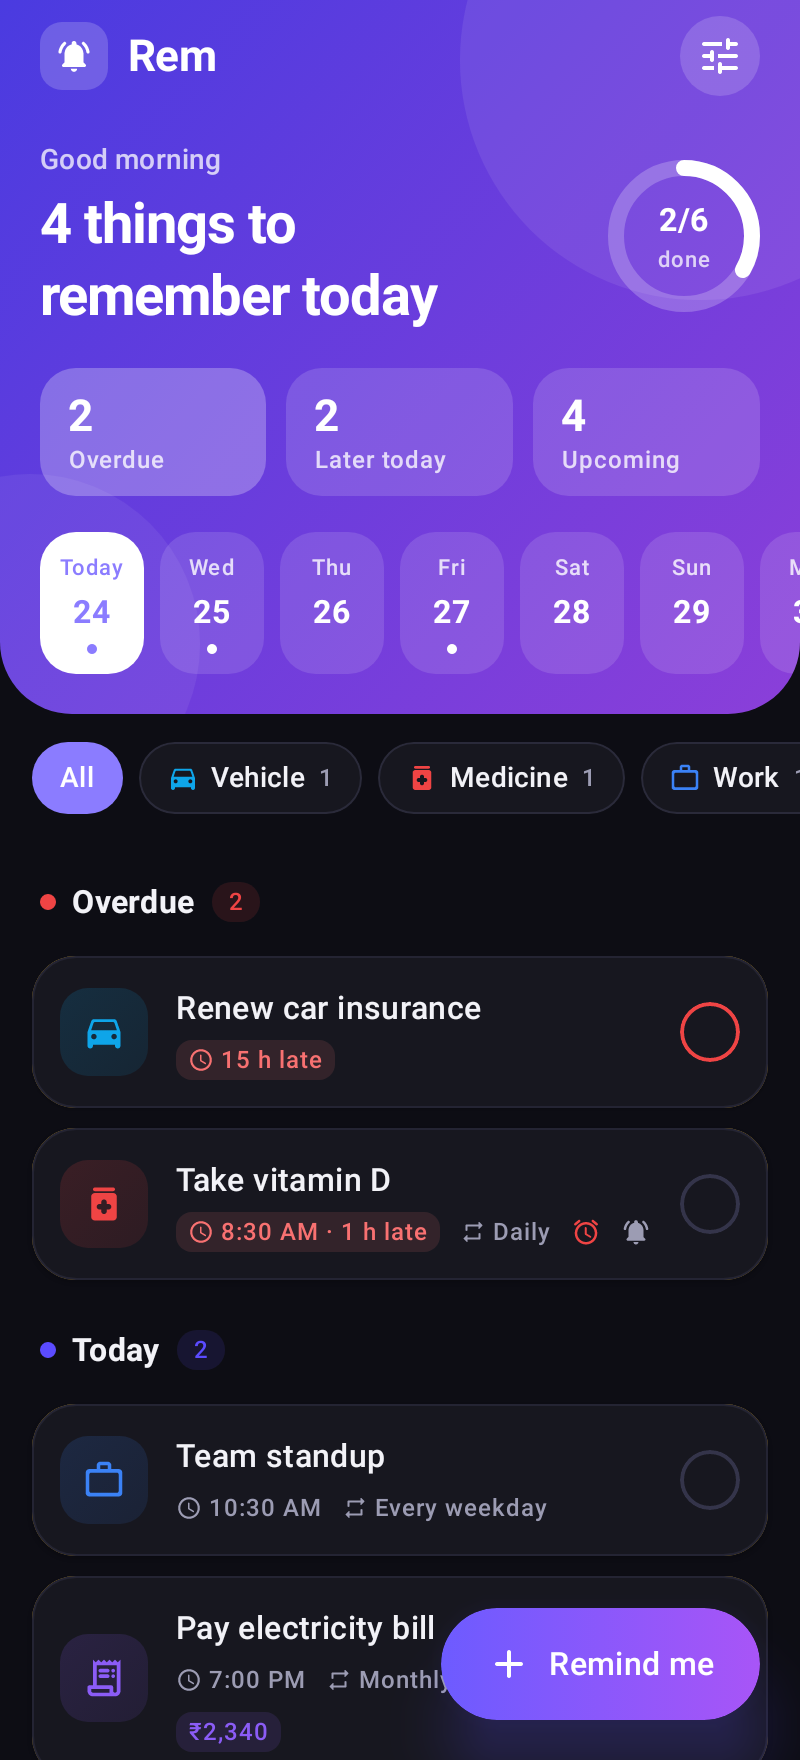 Rem
Good morning
4 things to
remember today
2/6
done
2
Overdue
2
Later today
4
Upcoming
Today
24
Wed
25
Thu
26
Fri
27
Sat
28
Sun
29
All
Vehicle 1
Medicine 1
Work
Overdue 2
Renew car insurance
15 h late
Take vitamin D
8:30 AM · 1 h late Daily
Today 2
Team standup
10:30 AM Every weekday
Pay electricity bill
7:00 PM Monthly
₹2,340
Remind me